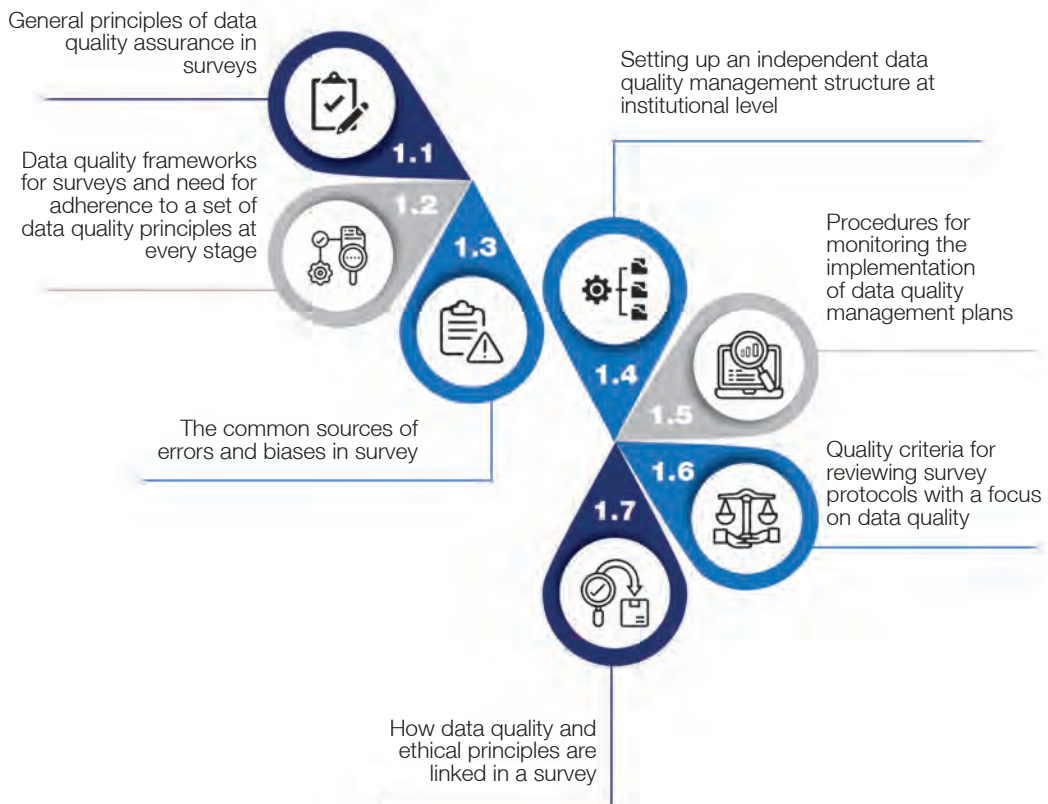 General principles of data
quality assurance in
surveys
1.1
Data quality frameworks
for surveys and need for
adherence to a set of
data quality principles at
every stage
1.2
1.3
The common sources of
errors and biases in survey
Setting up an independent data
quality management structure at
institutional level
1.4
Procedures for
monitoring the
implementation
of data quality
management plans
1.5
Quality criteria for
reviewing survey
protocols with a focus
on data quality
1.6
1.7
How data quality and
ethical principles are
linked in a survey